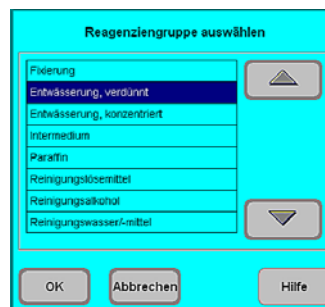 Reagenziengruppe auswählen
Fixierung
Entwässerung, verdünnt
Entwässerung, konzentriert
Intermedium
Paraffin
Reinigungslösemittel
Reinigungsalkohol
Reinigungswasser/-mittel
OK
Abbrechen
Hilfe